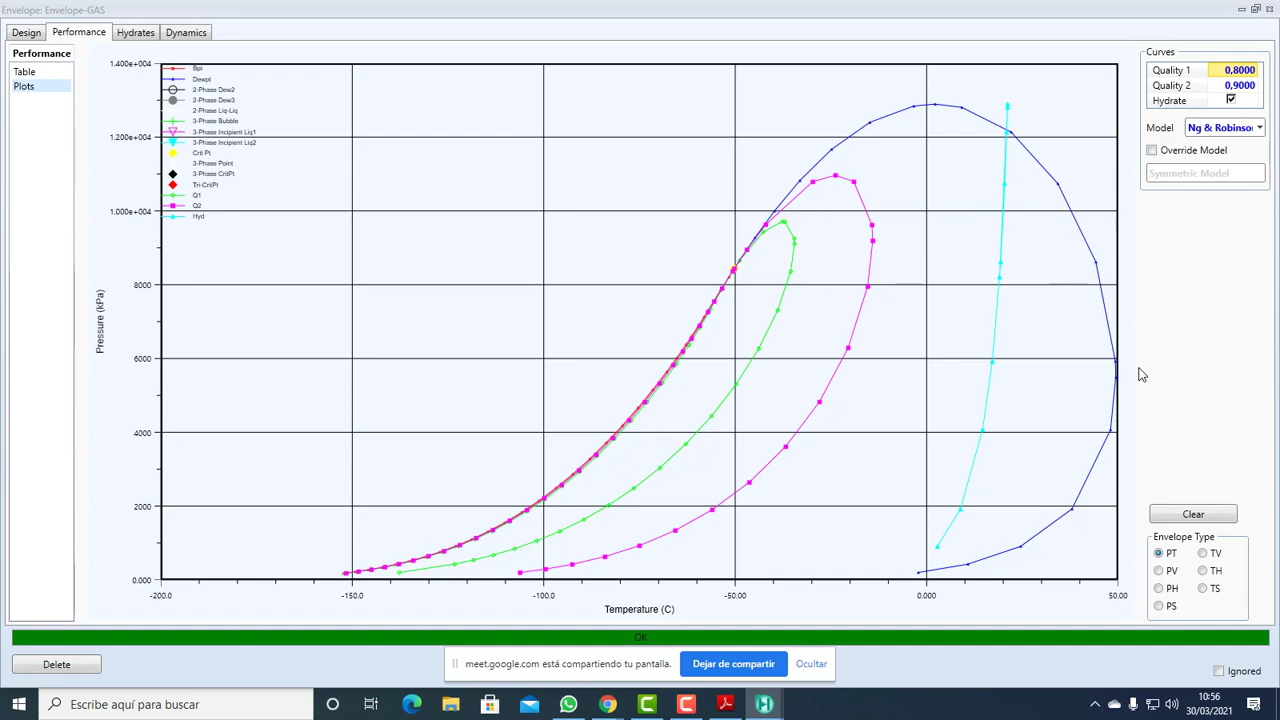 Envelope: Envelope-GAS
Design Performance Hydrates Dynamics
Performance
Table
Plots
Bpt
Dewpt
2-Phase Dew2
2-Phase Dew3
2-Phase Liq-Liq
3-Phase Bubble
3-Phase Incipient Liq1
3-Phase Incipient Liq2
Crit Pt
3-Phase Point
3-Phase CritPt
Tri-CritPt
Q1
Q2
Hyd
1.400e+004
1.200e+004
1.000e+004
8000
6000
4000
2000
0.000
Pressure (kPa)
-200.0 -150.0 -100.0 -50.00 0.000 50.00
Temperature (C)
Curves
Quality 1 0,8000
Quality 2 0,9000
Hydrate
Model Ng & Robinso
Override Model
Symmetric Model
Clear
Envelope Type
PT TV
PV TH
PH TS
PS
OK
Delete
meet.google.com está compartiendo tu pantalla. Dejar de compartir Ocultar
Ignored
Escribe aquí para buscar
10:56
30/03/2021